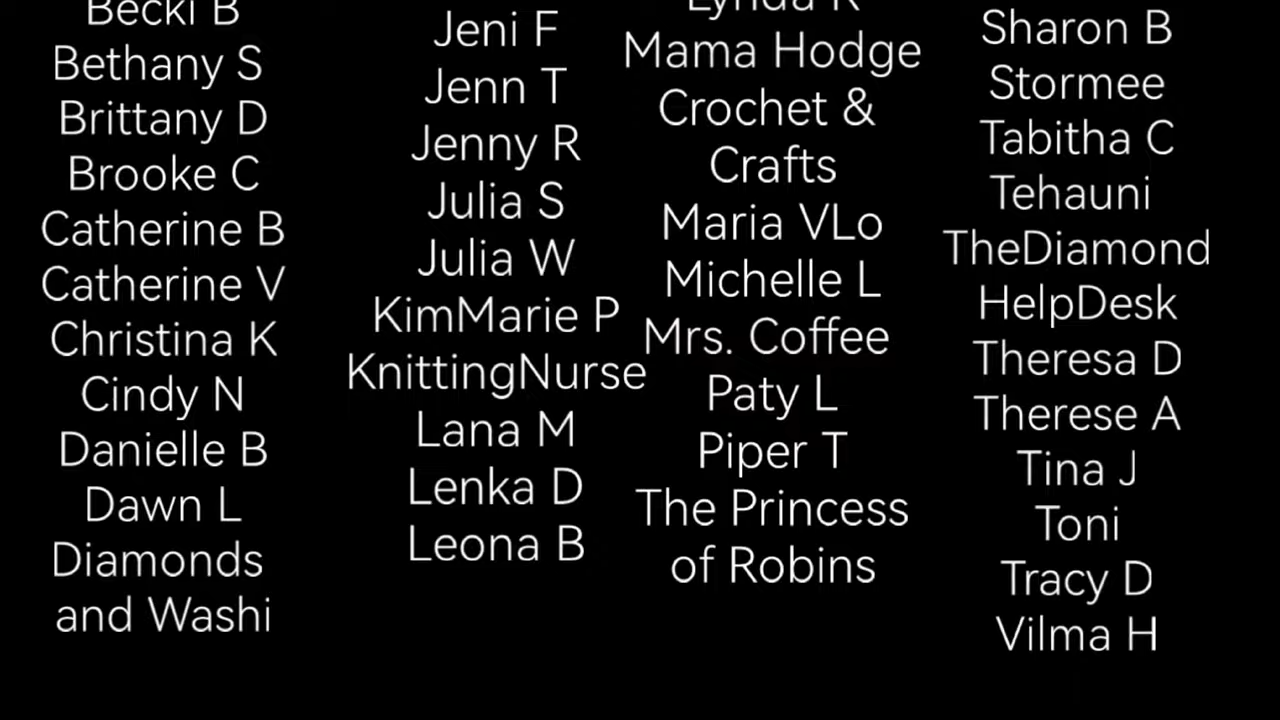 Becki B
Bethany S
Brittany D
Brooke C
Catherine B
Catherine V
Christina K
Cindy N
Danielle B
Dawn L
Diamonds
and Washi
Jeni F
Jenn T
Jenny R
Julia S
Julia W
KimMarie P
KnittingNurse
Lana M
Lenka D
Leona B
Lynda R
Mama Hodge
Crochet &
Crafts
Maria VLo
Michelle L
Mrs. Coffee
Paty L
Piper T
The Princess
of Robins
Sharon B
Stormee
Tabitha C
Tehauni
TheDiamond
HelpDesk
Theresa D
Therese A
Tina J
Toni
Tracy D
Vilma H